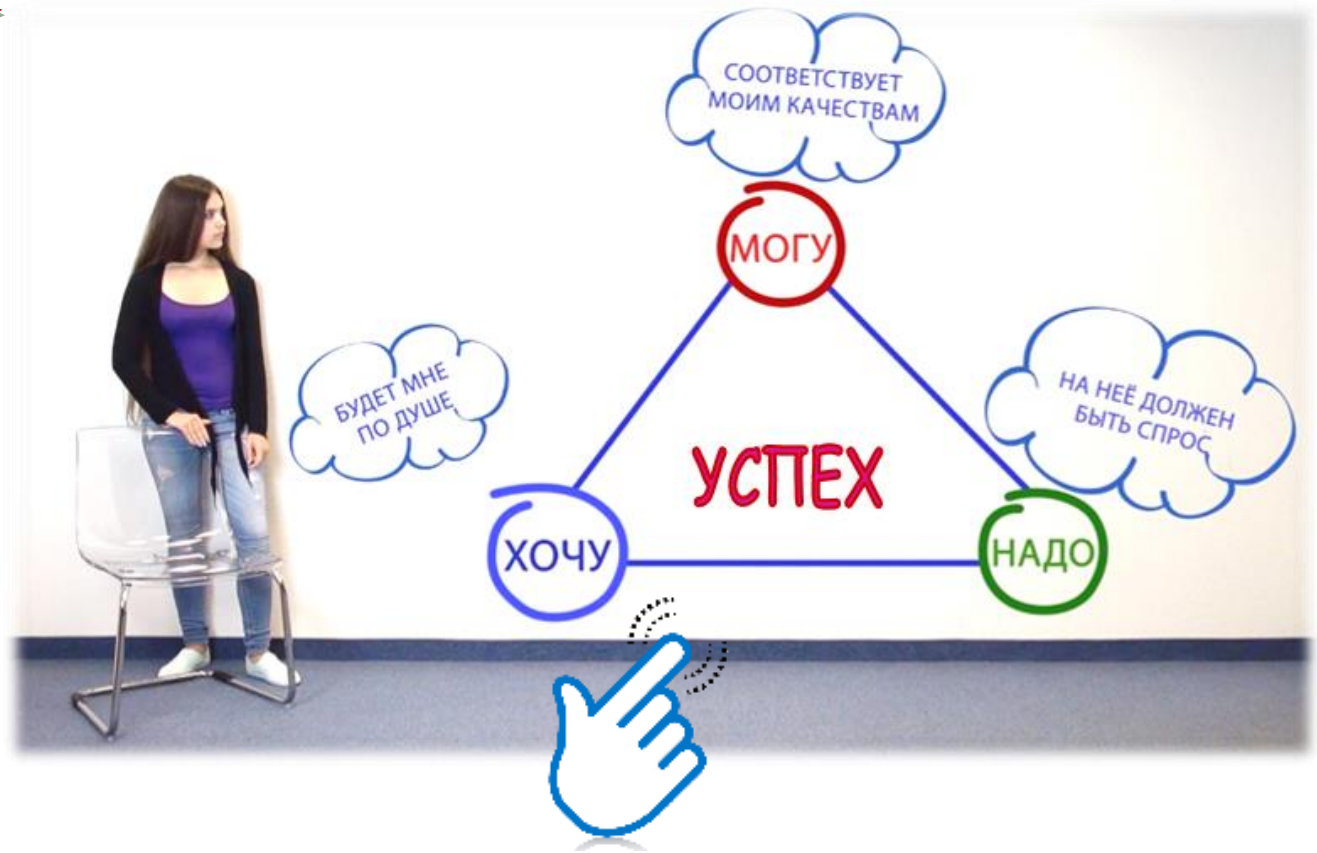 СООТВЕТСТВУЕТ
МОИМ КАЧЕСТВАМ
МОГУ
БУДЕТ МНЕ
ПО ДУШЕ
НА НЕЁ ДОЛЖЕН
БЫТЬ СПРОС
УСПЕХ
ХОЧУ
НАДО